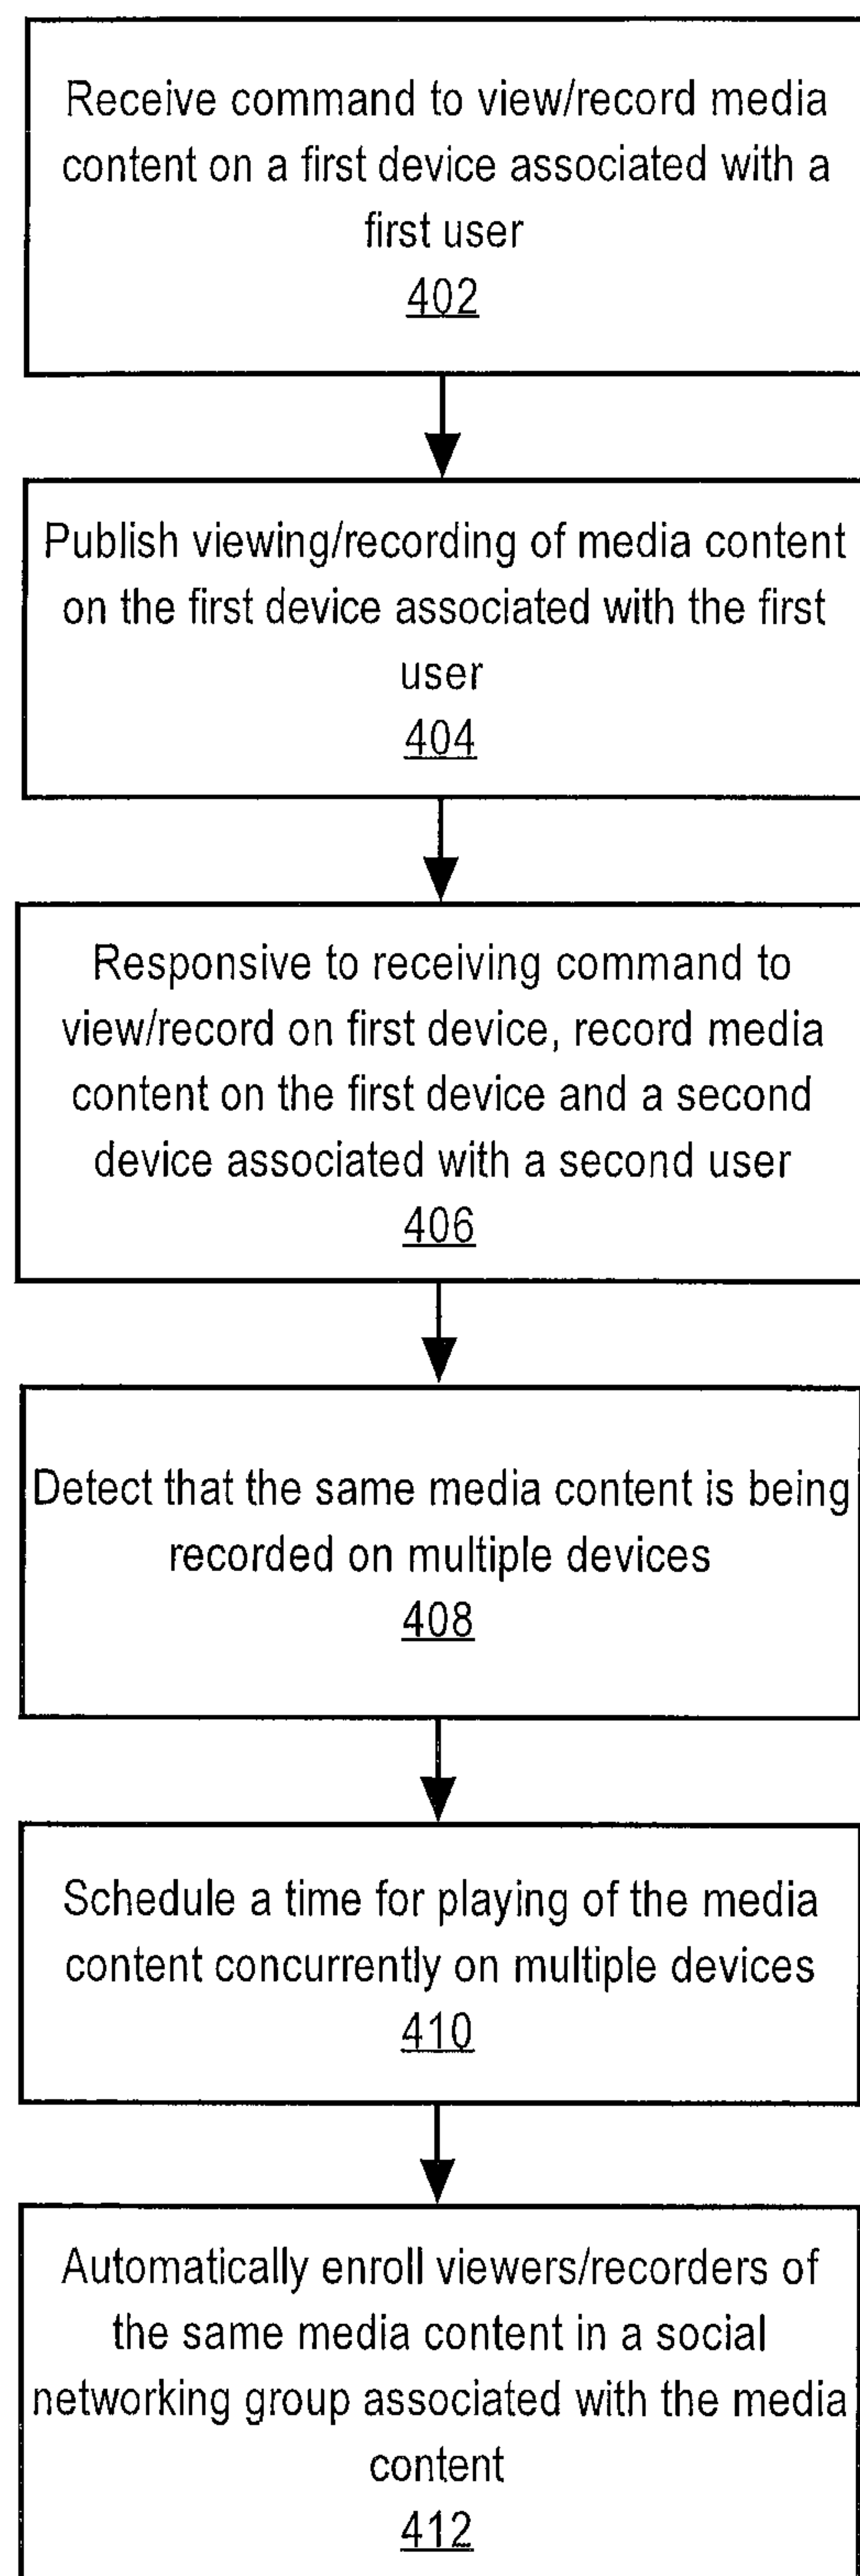 Receive command to view/record media
content on a first device associated with a
first user
402
Publish viewing/recording of media content
on the first device associated with the first
user
404
Responsive to receiving command to
view/record on first device, record media
content on the first device and a second
device associated with a second user
406
Detect that the same media content is being
recorded on multiple devices
408
Schedule a time for playing of the media
content concurrently on multiple devices
410
Automatically enroll viewers/recorders of
the same media content in a social
networking group associated with the media
content
412